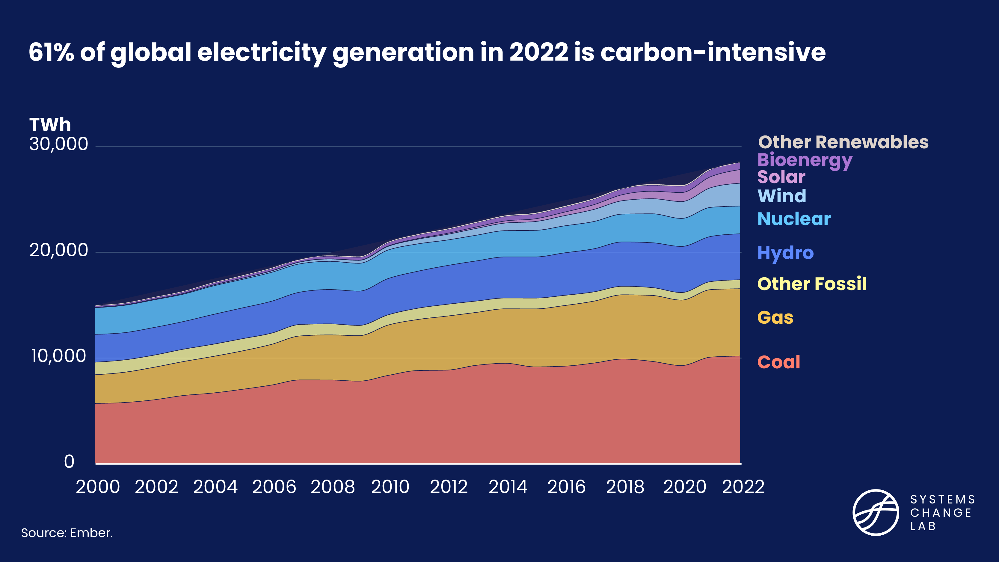 61% of global electricity generation in 2022 is carbon-intensive
TWh
30,000
20,000
10,000
0
Other Renewables
Bioenergy
Solar
Wind
Nuclear
Hydro
Other Fossil
Gas
Coal
2000 2002 2004 2006 2008 2010 2012 2014 2016 2018 2020 2022
Source: Ember.
SYSTEMS
CHANGE
LAB